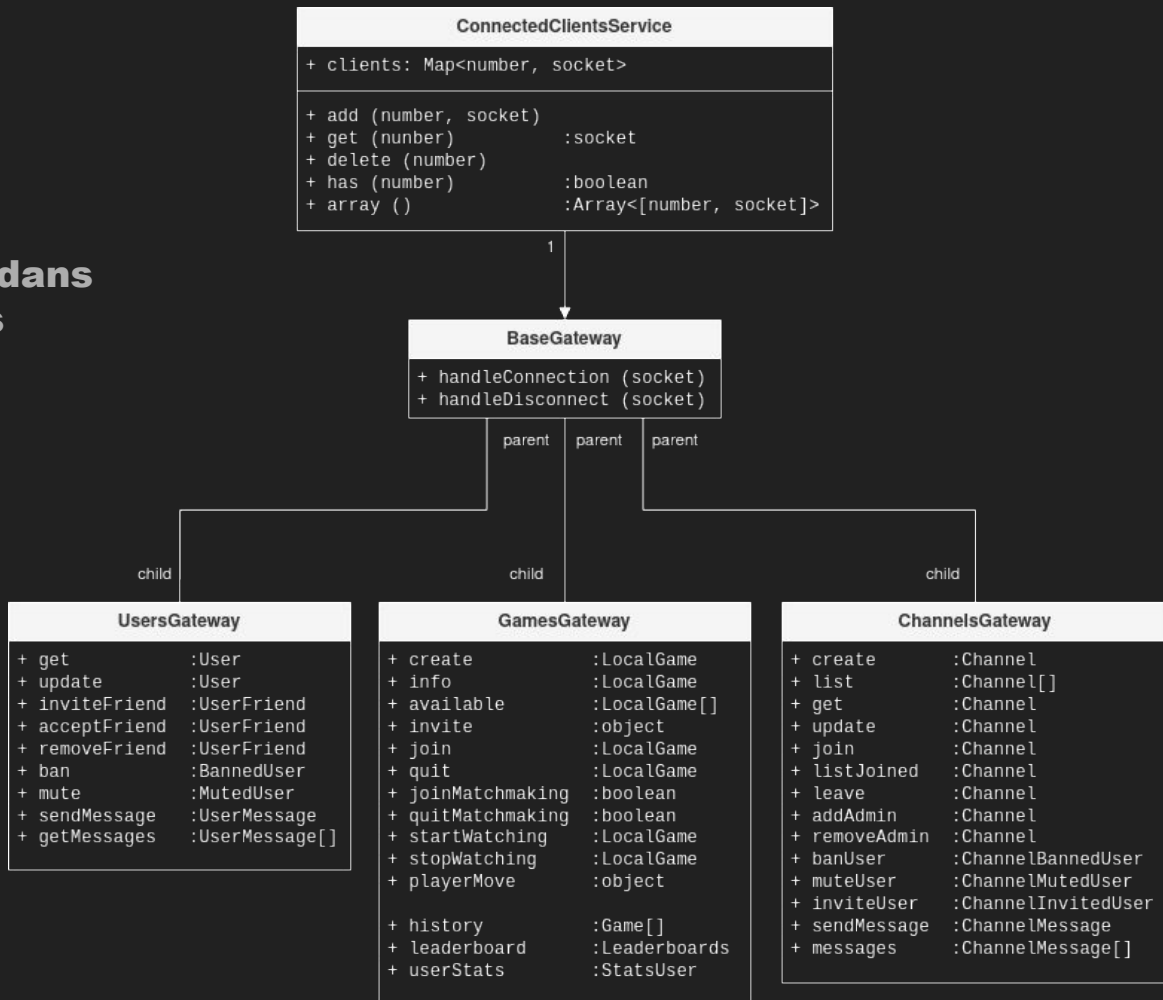 ConnectedClientsService
+ clients: Map<number, socket>
+ add (number, socket)
+ get (nunber) :socket
+ delete (number)
+ has (number) :boolean
+ array () :Array<[number, socket]>
1
dans
s
BaseGateway
+ handleConnection (socket)
+ handleDisconnect (socket)
parent parent parent
child child child
UsersGateway
+ get :User
+ update :User
+ inviteFriend :UserFriend
+ acceptFriend :UserFriend
+ removeFriend :UserFriend
+ ban :BannedUser
+ mute :MutedUser
+ sendMessage :UserMessage
+ getMessages :UserMessage[]
GamesGateway
+ create :LocalGame
+ info :LocalGame
+ available :LocalGame[]
+ invite :object
+ join :LocalGame
+ quit :LocalGame
+ joinMatchmaking :boolean
+ quitMatchmaking :boolean
+ startWatching :LocalGame
+ stopWatching :LocalGame
+ playerMove :object
+ history :Game[]
+ leaderboard :Leaderboards
+ userStats :StatsUser
ChannelsGateway
+ create :Channel
+ list :Channel[]
+ get :Channel
+ update :Channel
+ join :Channel
+ listJoined :Channel
+ leave :Channel
+ addAdmin :Channel
+ removeAdmin :Channel
+ banUser :ChannelBannedUser
+ muteUser :ChannelMutedUser
+ inviteUser :ChannelInvitedUser
+ sendMessage :ChannelMessage
+ messages :ChannelMessage[]